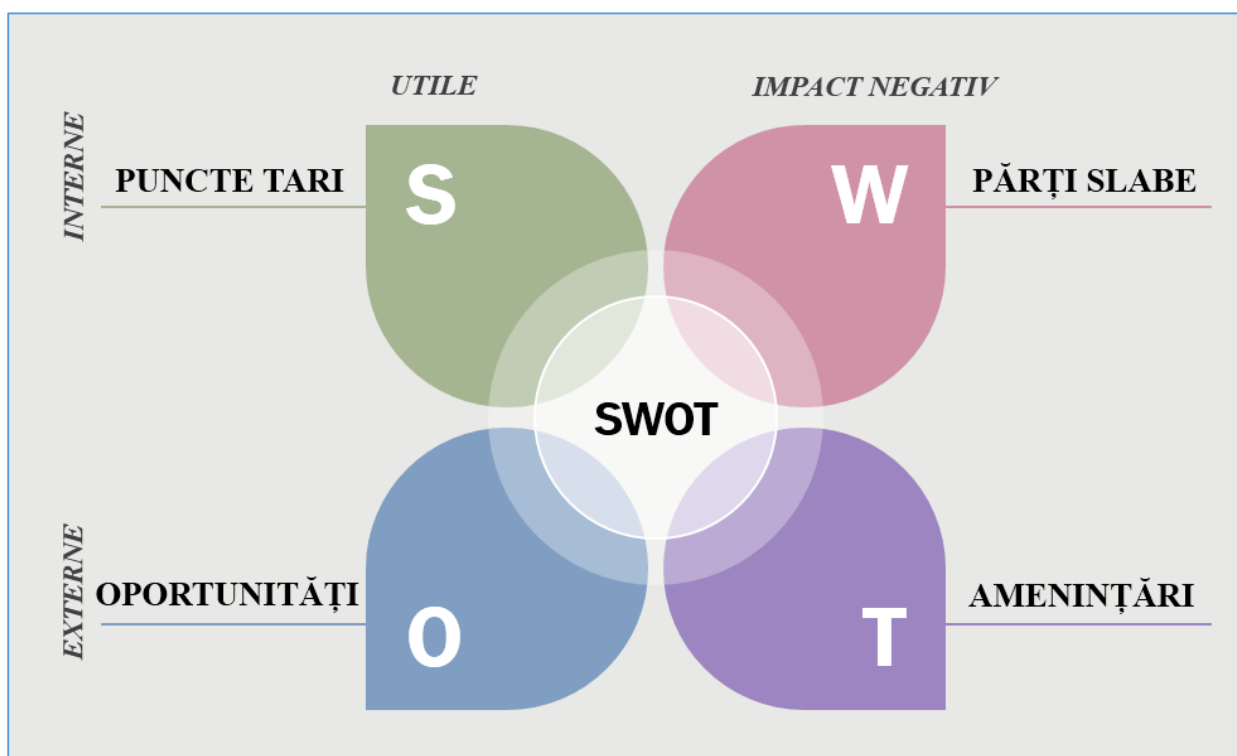 UTILE
IMPACT NEGATIV
INTERNE
PUNCTE TARI
S
W
PĂRȚI SLABE
SWOT
EXTERNE
OPORTUNITĂȚI
O
T
AMENINȚĂRI